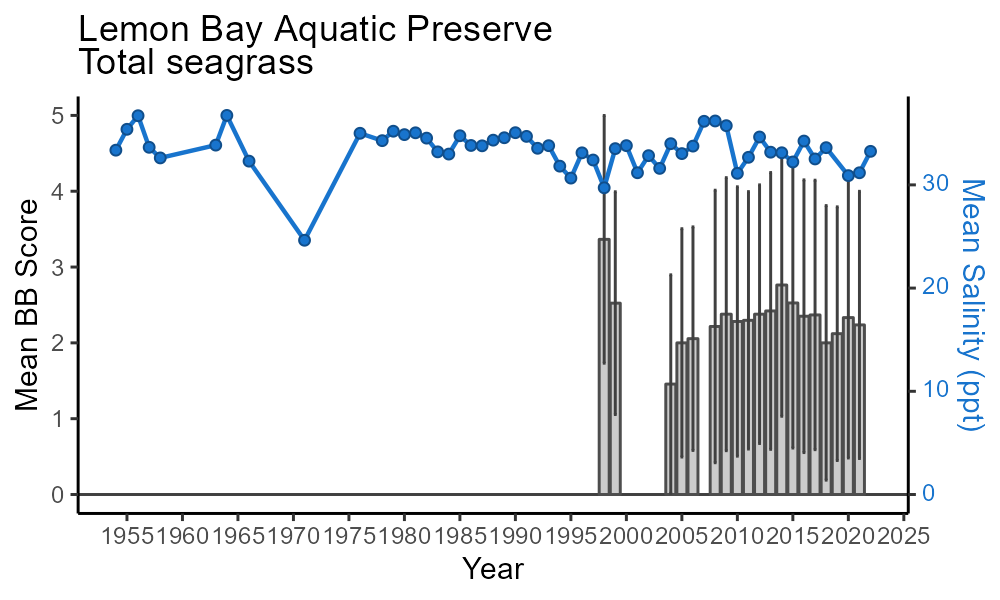 Lemon Bay Aquatic Preserve
Total seagrass
Mean BB Score
5
4
3
2
1
0
30
20
10
0
Mean Salinity (ppt)
1955 1960 1965 1970 1975 1980 1985 1990 1995 2000 2005 2010 2015 2020 2025
Year